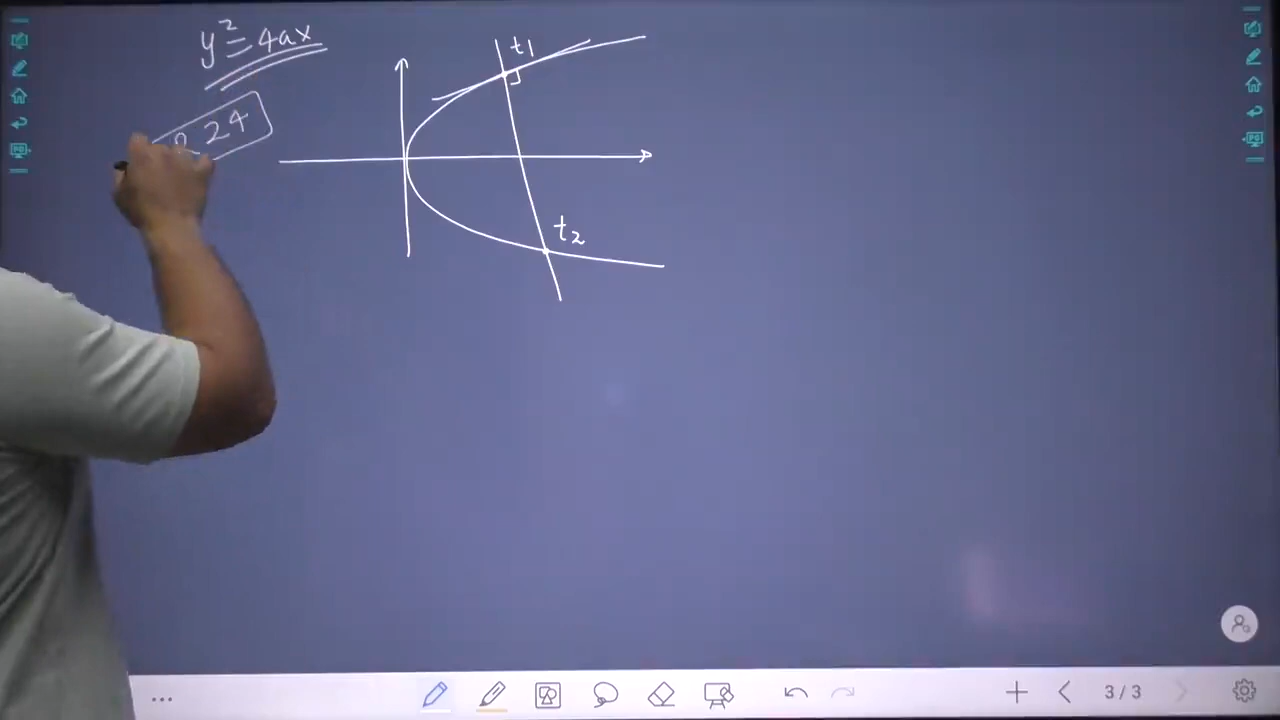 y²=4ax
t₁
24
t₂
3/3